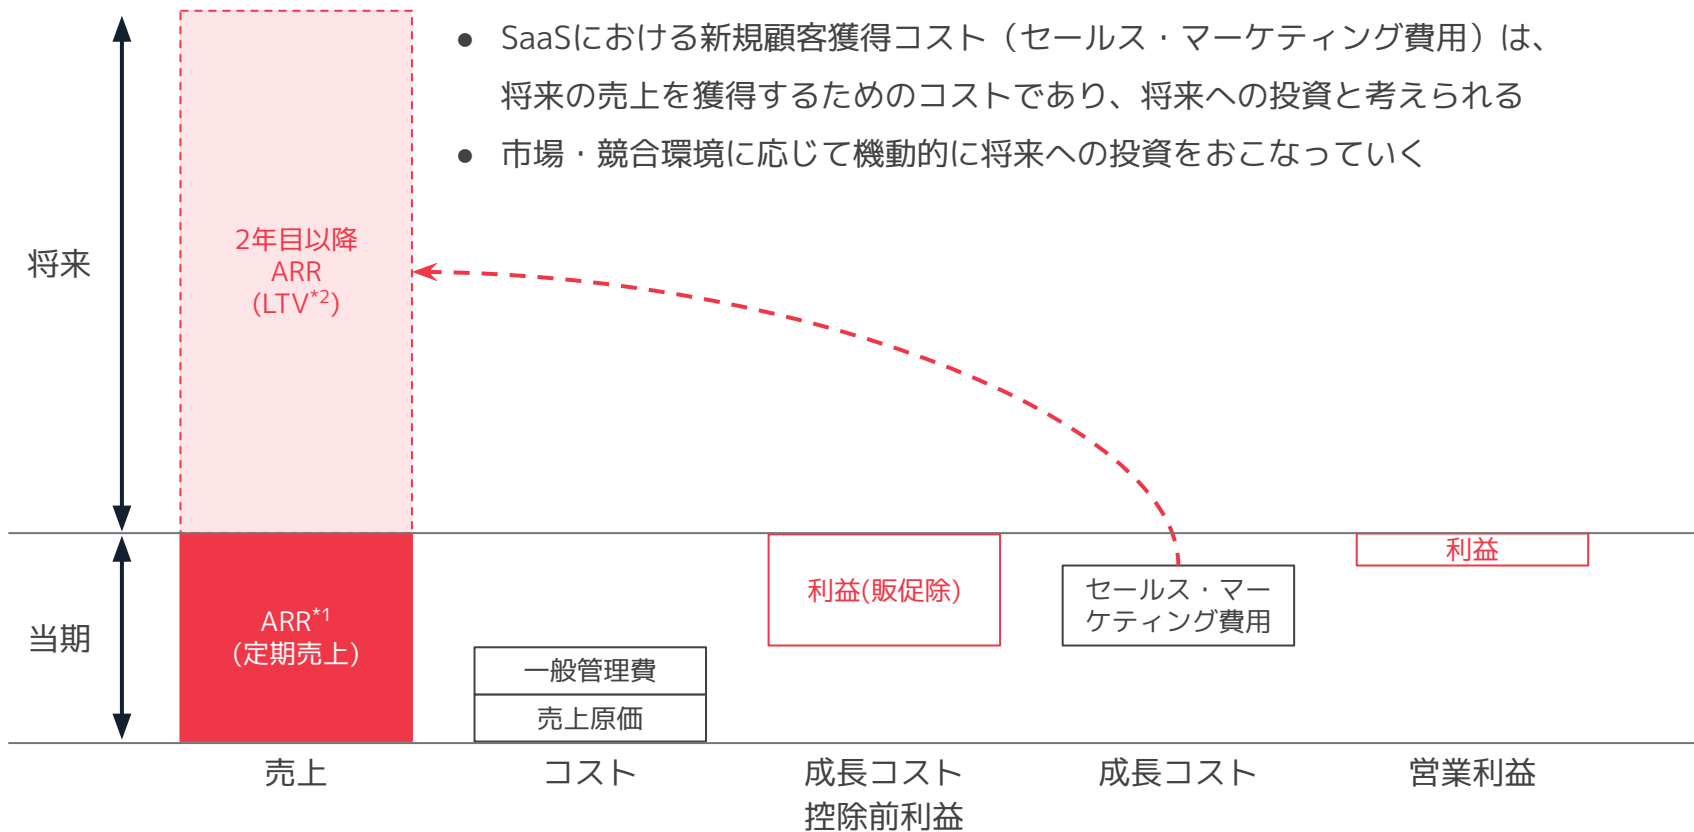 ● SaaSにおける新規顧客獲得コスト（セールス・マーケティング費用）は、
将来の売上を獲得するためのコストであり、将来への投資と考えられる
● 市場・競合環境に応じて機動的に将来への投資をおこなっていく
将来
2年目以降
ARR
(LTV*2)
当期
ARR*1
(定期売上)
一般管理費
売上原価
利益(販促除)
セールス・マー
ケティング費用
利益
売上
コスト
成長コスト
控除前利益
成長コスト
営業利益